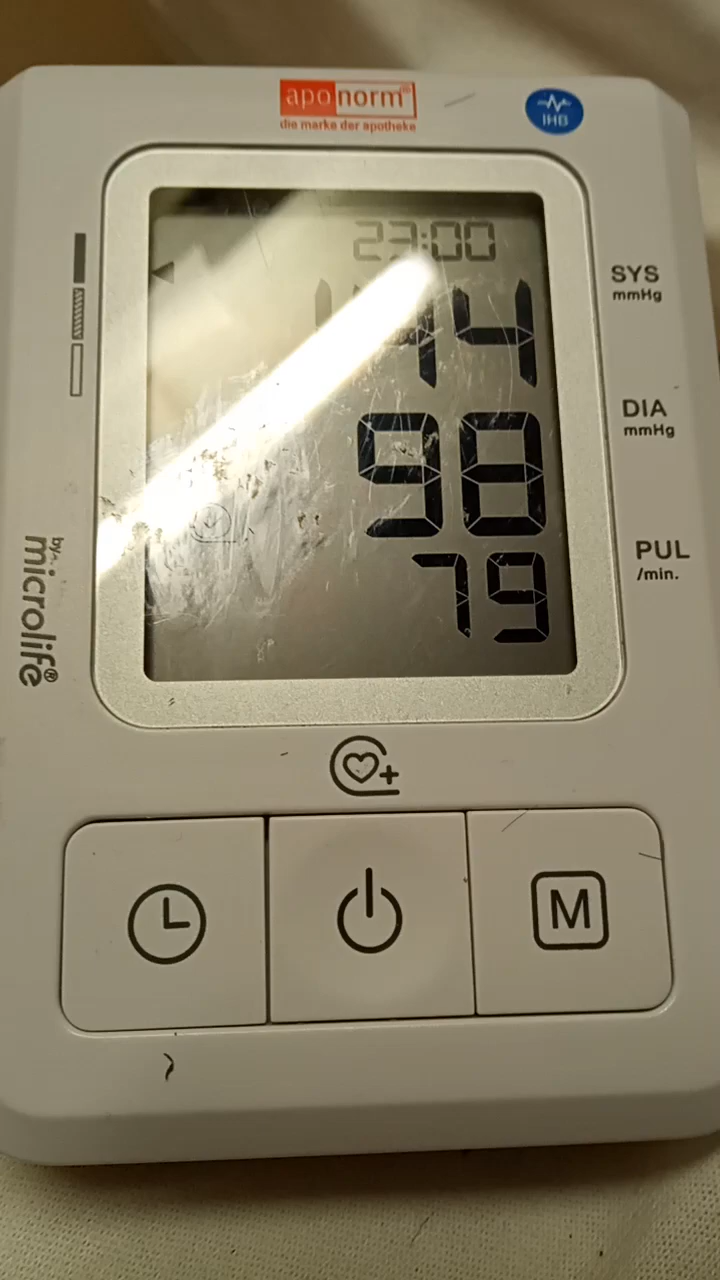 aponorm®
die marke der apotheke
IHB
23:00
SYS
mmHg
DIA
mmHg
98
PUL
/min.
79
by
microlife®
M